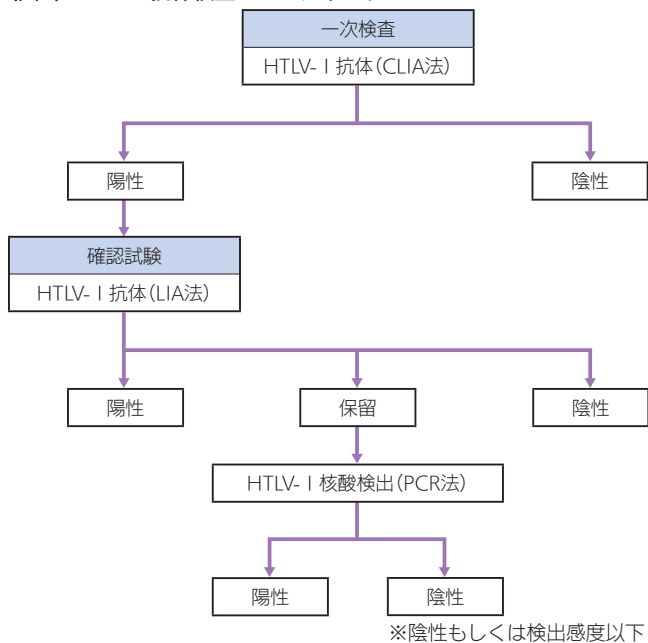 一次検査
HTLV-Ⅰ抗体(CLIA法)
陽性
陰性
確認試験
HTLV-Ⅰ抗体(LIA法)
陽性
保留
陰性
HTLV-Ⅰ核酸検出(PCR法)
陽性
陰性
※陰性もしくは検出感度以下